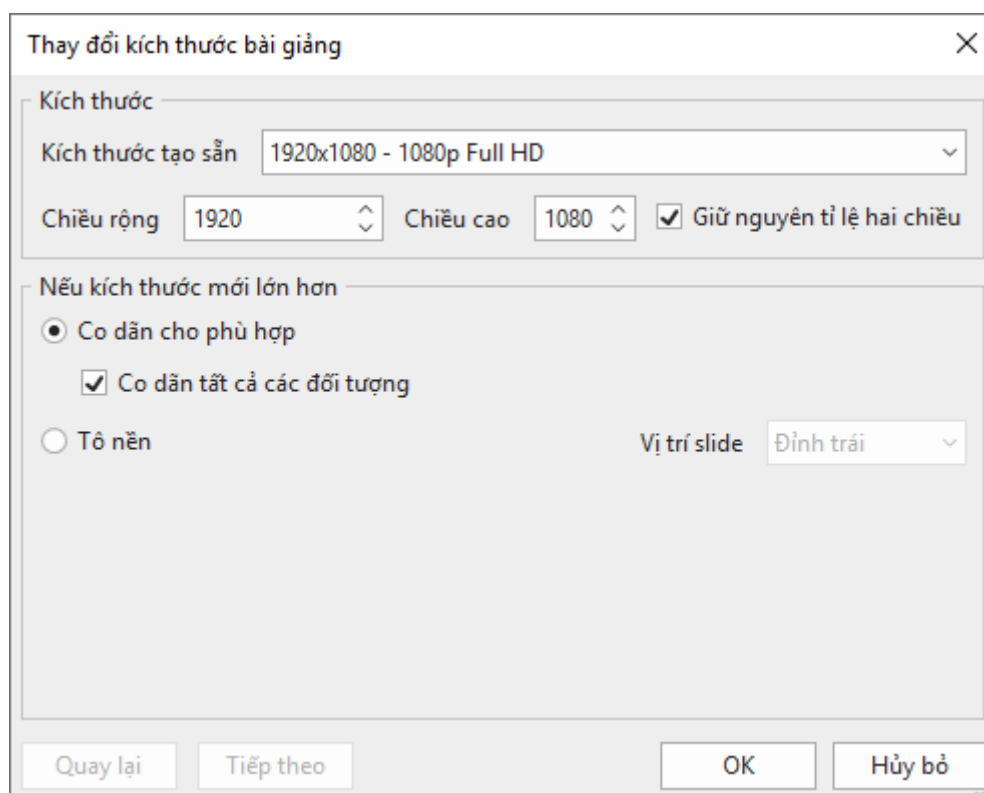 Thay đổi kích thước bài giảng
Kích thước
Kích thước tạo sẵn 1920x1080 - 1080p Full HD
Chiều rộng 1920 Chiều cao 1080 Giữ nguyên tỉ lệ hai chiều
Nếu kích thước mới lớn hơn
Co dãn cho phù hợp
Co dãn tất cả các đối tượng
Tô nền Vị trí slide Đỉnh trái
Quay lại Tiếp theo OK Hủy bỏ